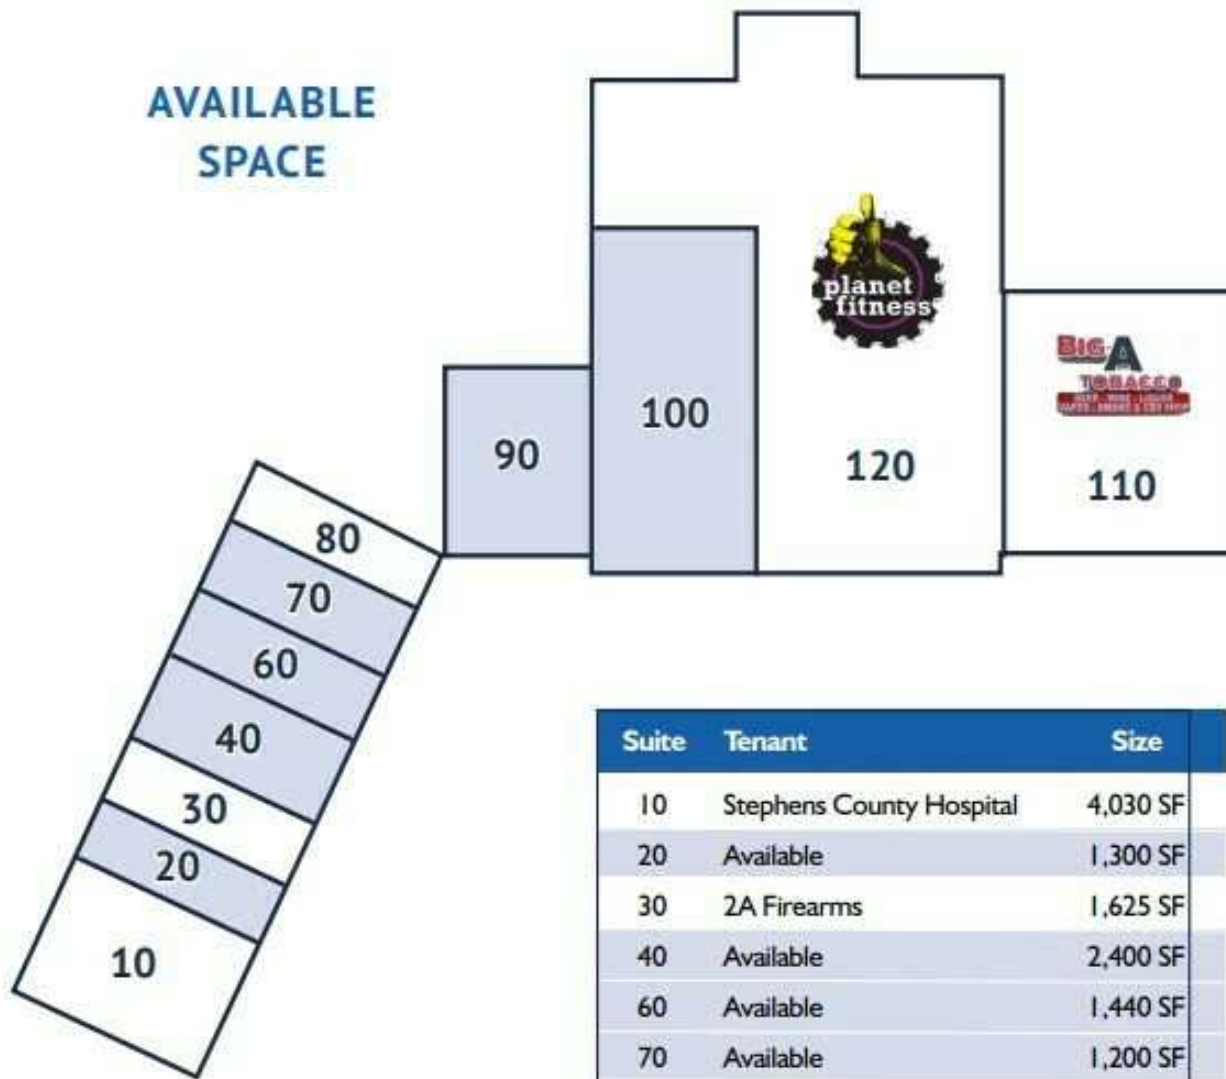 AVAILABLE
SPACE
planet
fitness
BIG A
TOBACCO
100
90
120
110
80
70
60
40
30
20
10
Suite Tenant Size
10 Stephens County Hospital 4,030 SF
20 Available 1,300 SF
30 2A Firearms 1,625 SF
40 Available 2,400 SF
60 Available 1,440 SF
70 Available 1,200 SF